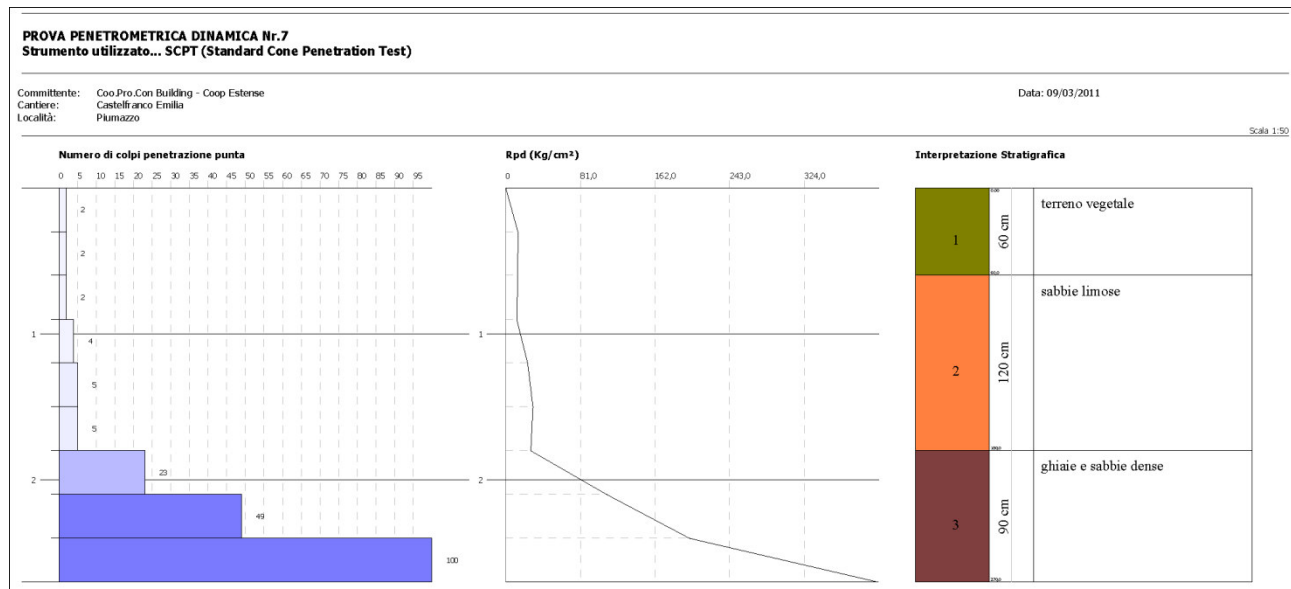 PROVA PENETROMETRICA DINAMICA Nr.7
Strumento utilizzato... SCPT (Standard Cone Penetration Test)
Committente: Coo.Pro.Con Building - Coop Estense
Data: 09/03/2011
Cantiere: Castelfranco Emilia
Località: Piumazzo
Scala 1:50
Numero di colpi penetrazione punta
0 5 10 15 20 25 30 35 40 45 50 55 60 65 70 75 80 85 90 95
2
2
2
1
4
5
5
23
2
49
100
Rpd (Kg/cm²)
0 81,0 162,0 243,0 324,0
1
2
Interpretazione Stratigrafica
1 60 cm terreno vegetale
2 120 cm sabbie limose
3 90 cm ghiaie e sabbie dense